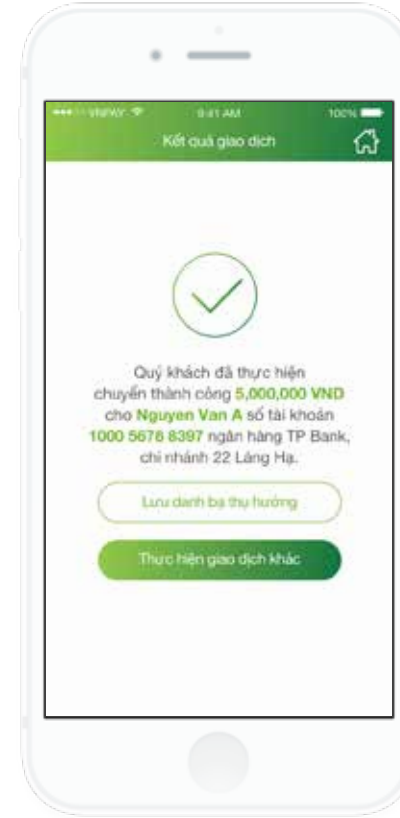 9:41 AM 100%
Kết quả giao dịch
Quý khách đã thực hiện
chuyển thành công 5,000,000 VND
cho Nguyen Van A số tài khoản
1000 5678 8397 ngân hàng TP Bank,
chi nhánh 22 Láng Hạ.
Lưu danh bạ thụ hưởng
Thực hiện giao dịch khác